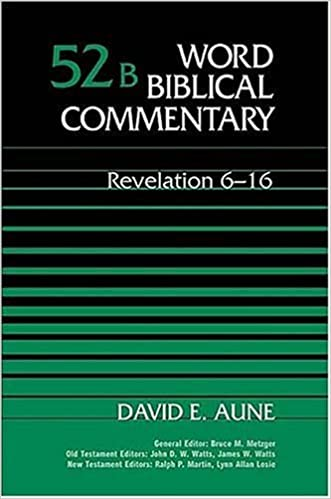 52B WORD
BIBLICAL
COMMENTARY
Revelation 6–16
DAVID E. AUNE
General Editor: Bruce M. Metzger
Old Testament Editors: John D. W. Watts, James W. Watts
New Testament Editors: Ralph P. Martin, Lynn Allan Losie